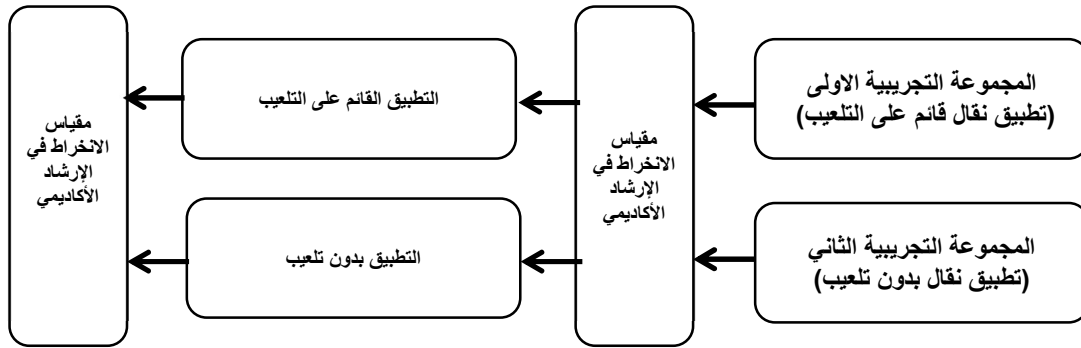 المجموعة التجريبية الاولى
(تطبيق نقال قائم على التلعيب)
المجموعة التجريبية الثاني
(تطبيق نقال بدون تلعيب)
مقياس
الانخراط في
الإرشاد
الأكاديمي
التطبيق القائم على التلعيب
التطبيق بدون تلعيب
مقياس
الانخراط في
الإرشاد
الأكاديمي